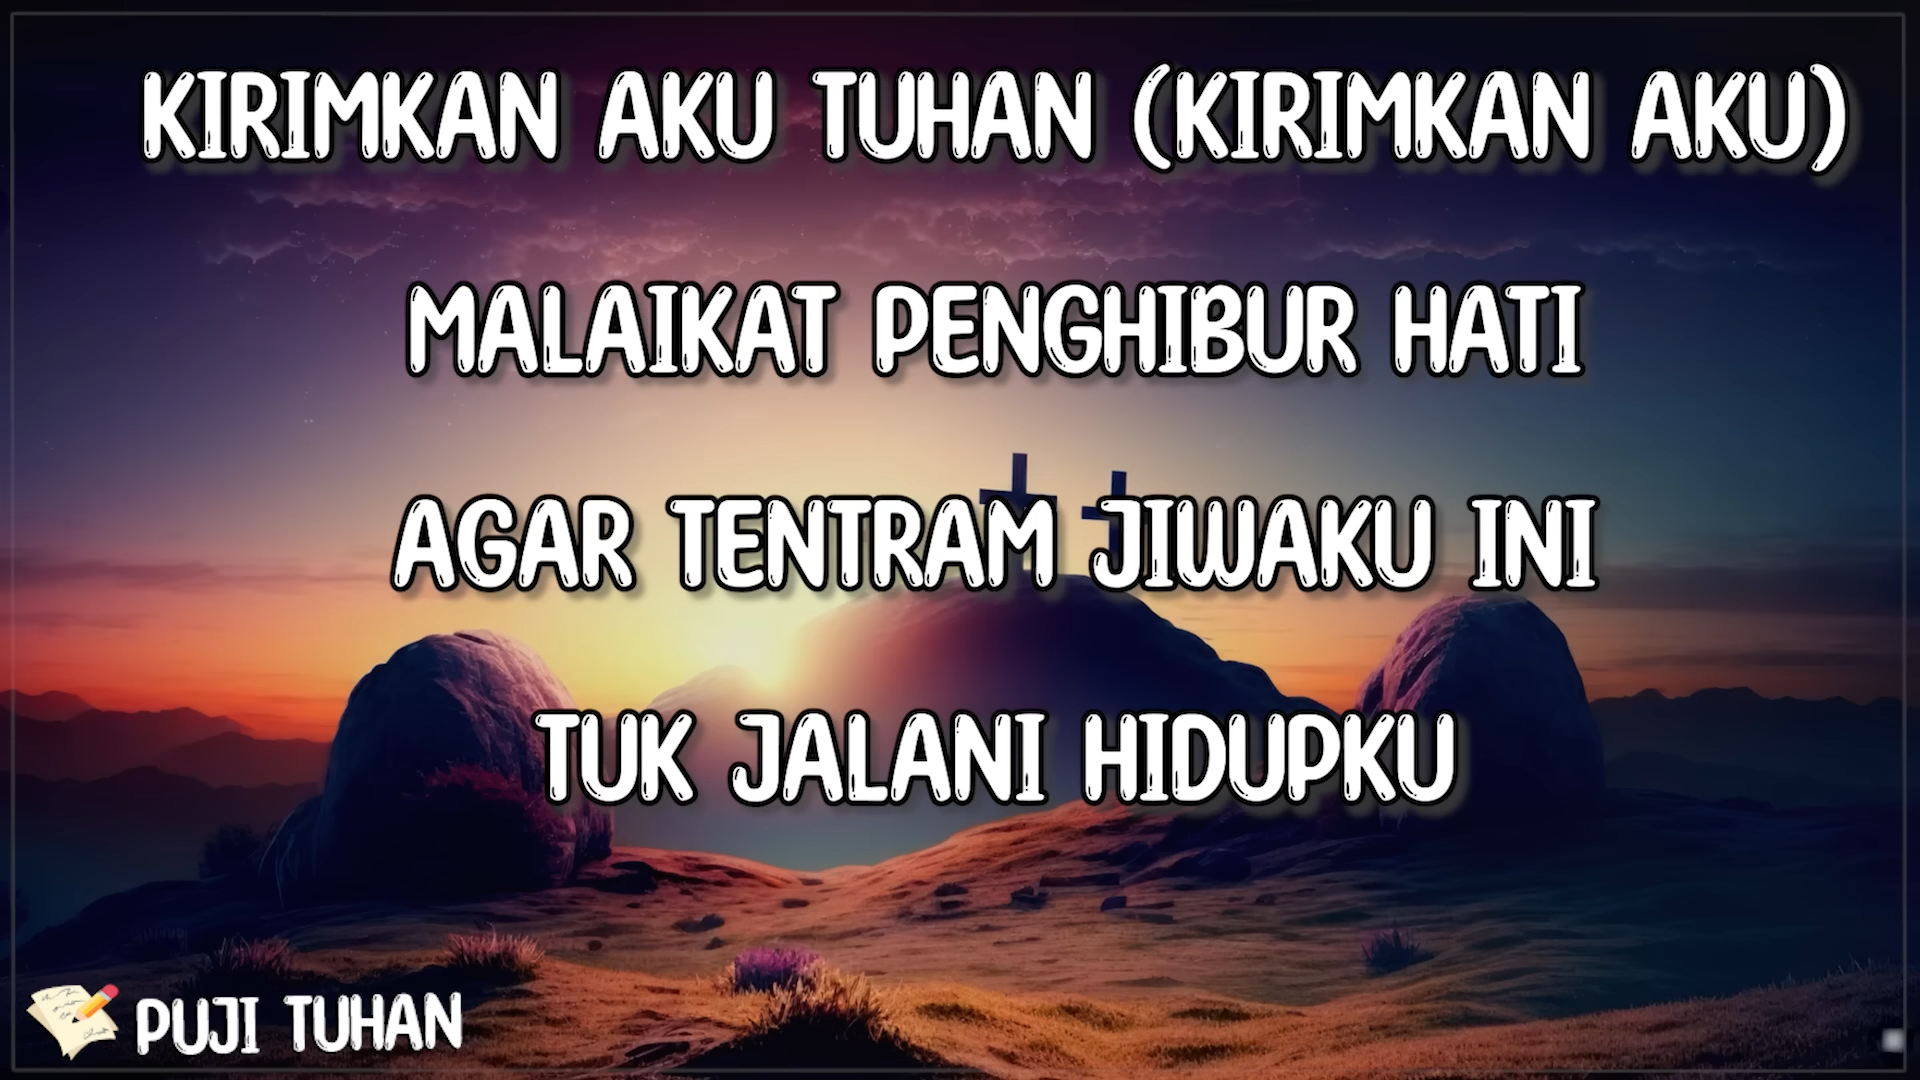 KIRIMKAN AKU TUHAN (KIRIMKAN AKU)
MALAIKAT PENGHIBUR HATI
AGAR TENTRAM JIWAKU INI
TUK JALANI HIDUPKU
PUJI TUHAN